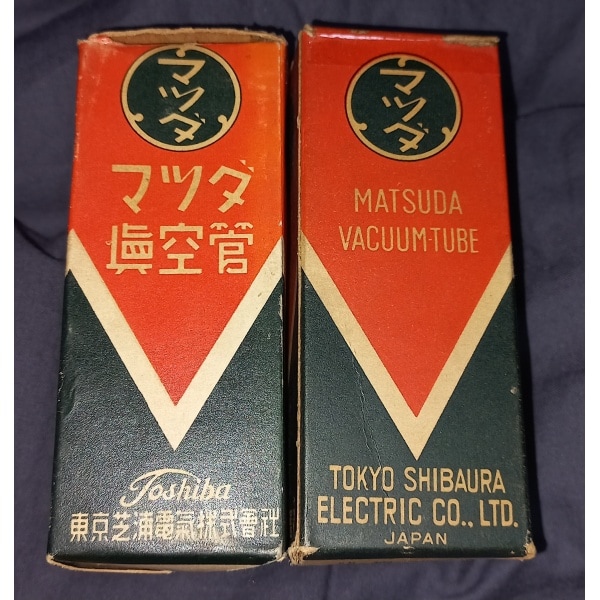 マツダ
マツダ
眞空管
Toshiba
東京芝浦電氣株式會社
マツダ
MATSUDA
VACUUM-TUBE
TOKYO SHIBAURA
ELECTRIC CO., LTD.
JAPAN